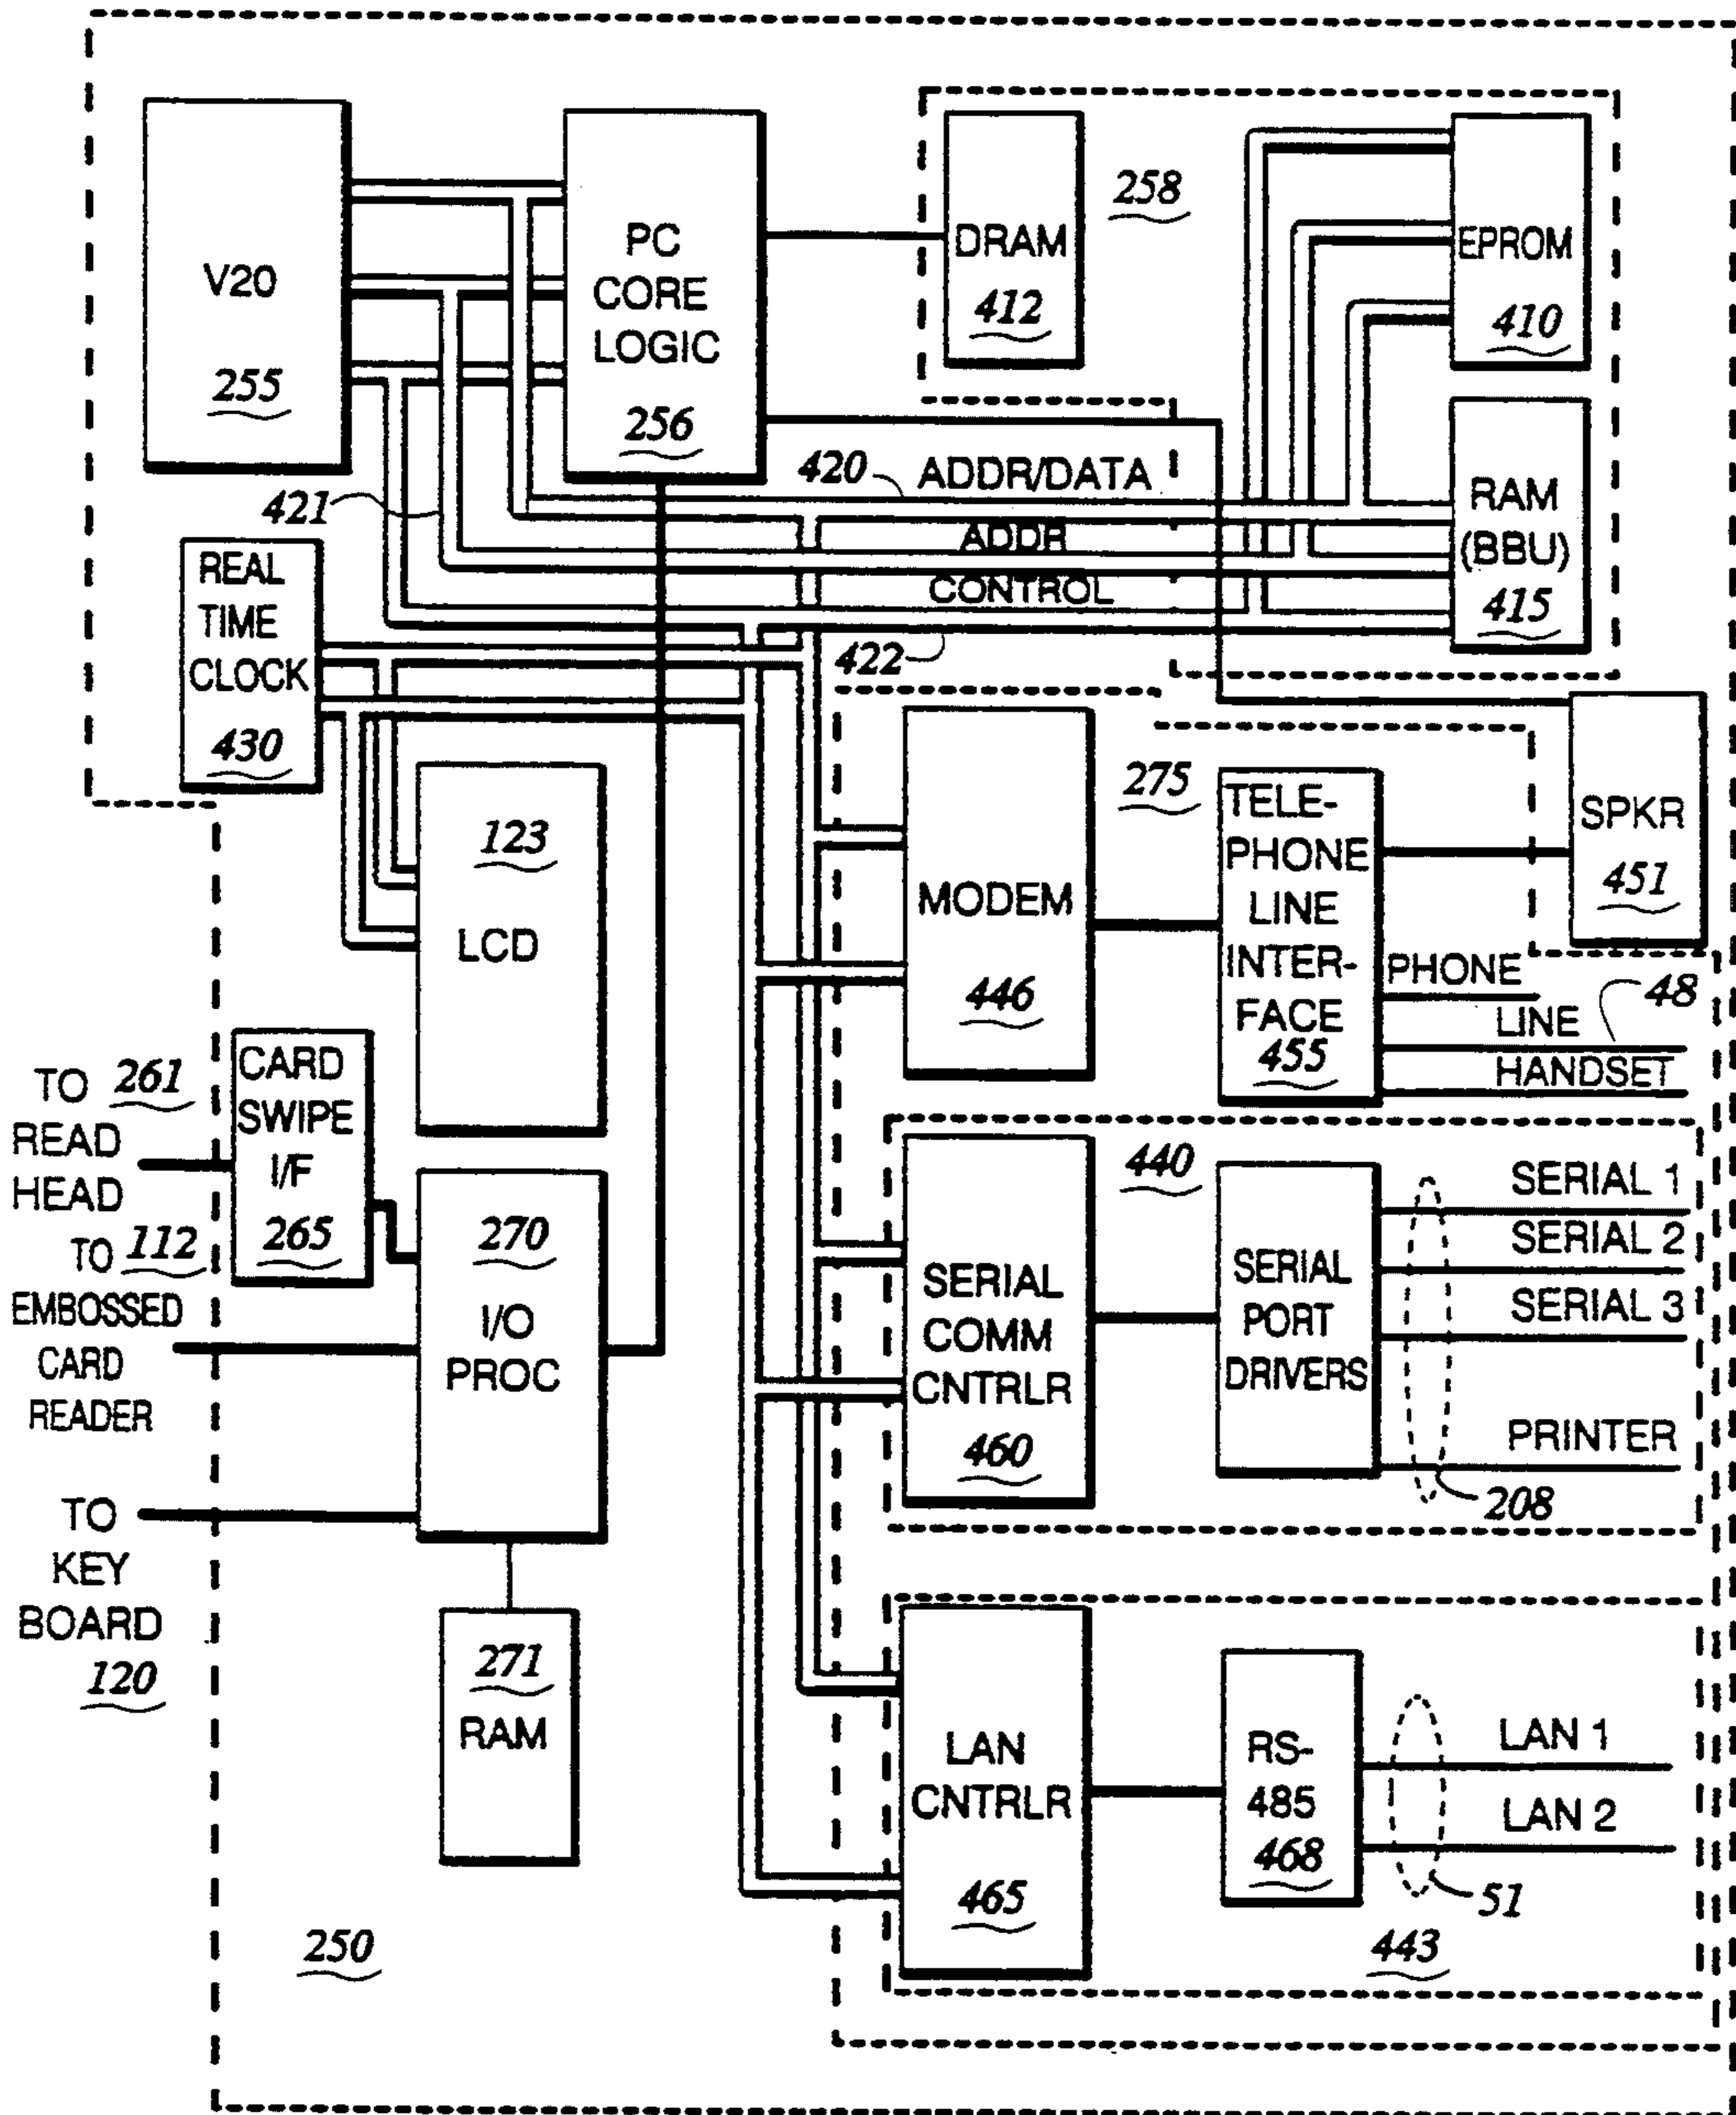 V20
255
PC
CORE
LOGIC
256
DRAM
412
258
EPROM
410
RAM
(BBU)
415
420
ADDR/DATA
421
ADDR
CONTROL
422
REAL
TIME
CLOCK
430
123
LCD
MODEM
446
275
TELE-
PHONE
LINE
INTER-
FACE
455
SPKR
451
PHONE
48
LINE
HANDSET
TO 261
READ
HEAD
CARD
SWIPE
I/F
265
TO 112
EMBOSSED
CARD
READER
270
I/O
PROC
TO
KEY
BOARD
120
271
RAM
440
SERIAL
COMM
CNTRLR
460
SERIAL
PORT
DRIVERS
SERIAL 1
SERIAL 2
SERIAL 3
PRINTER
208
LAN
CNTRLR
465
RS-
485
468
LAN 1
LAN 2
51
443
250